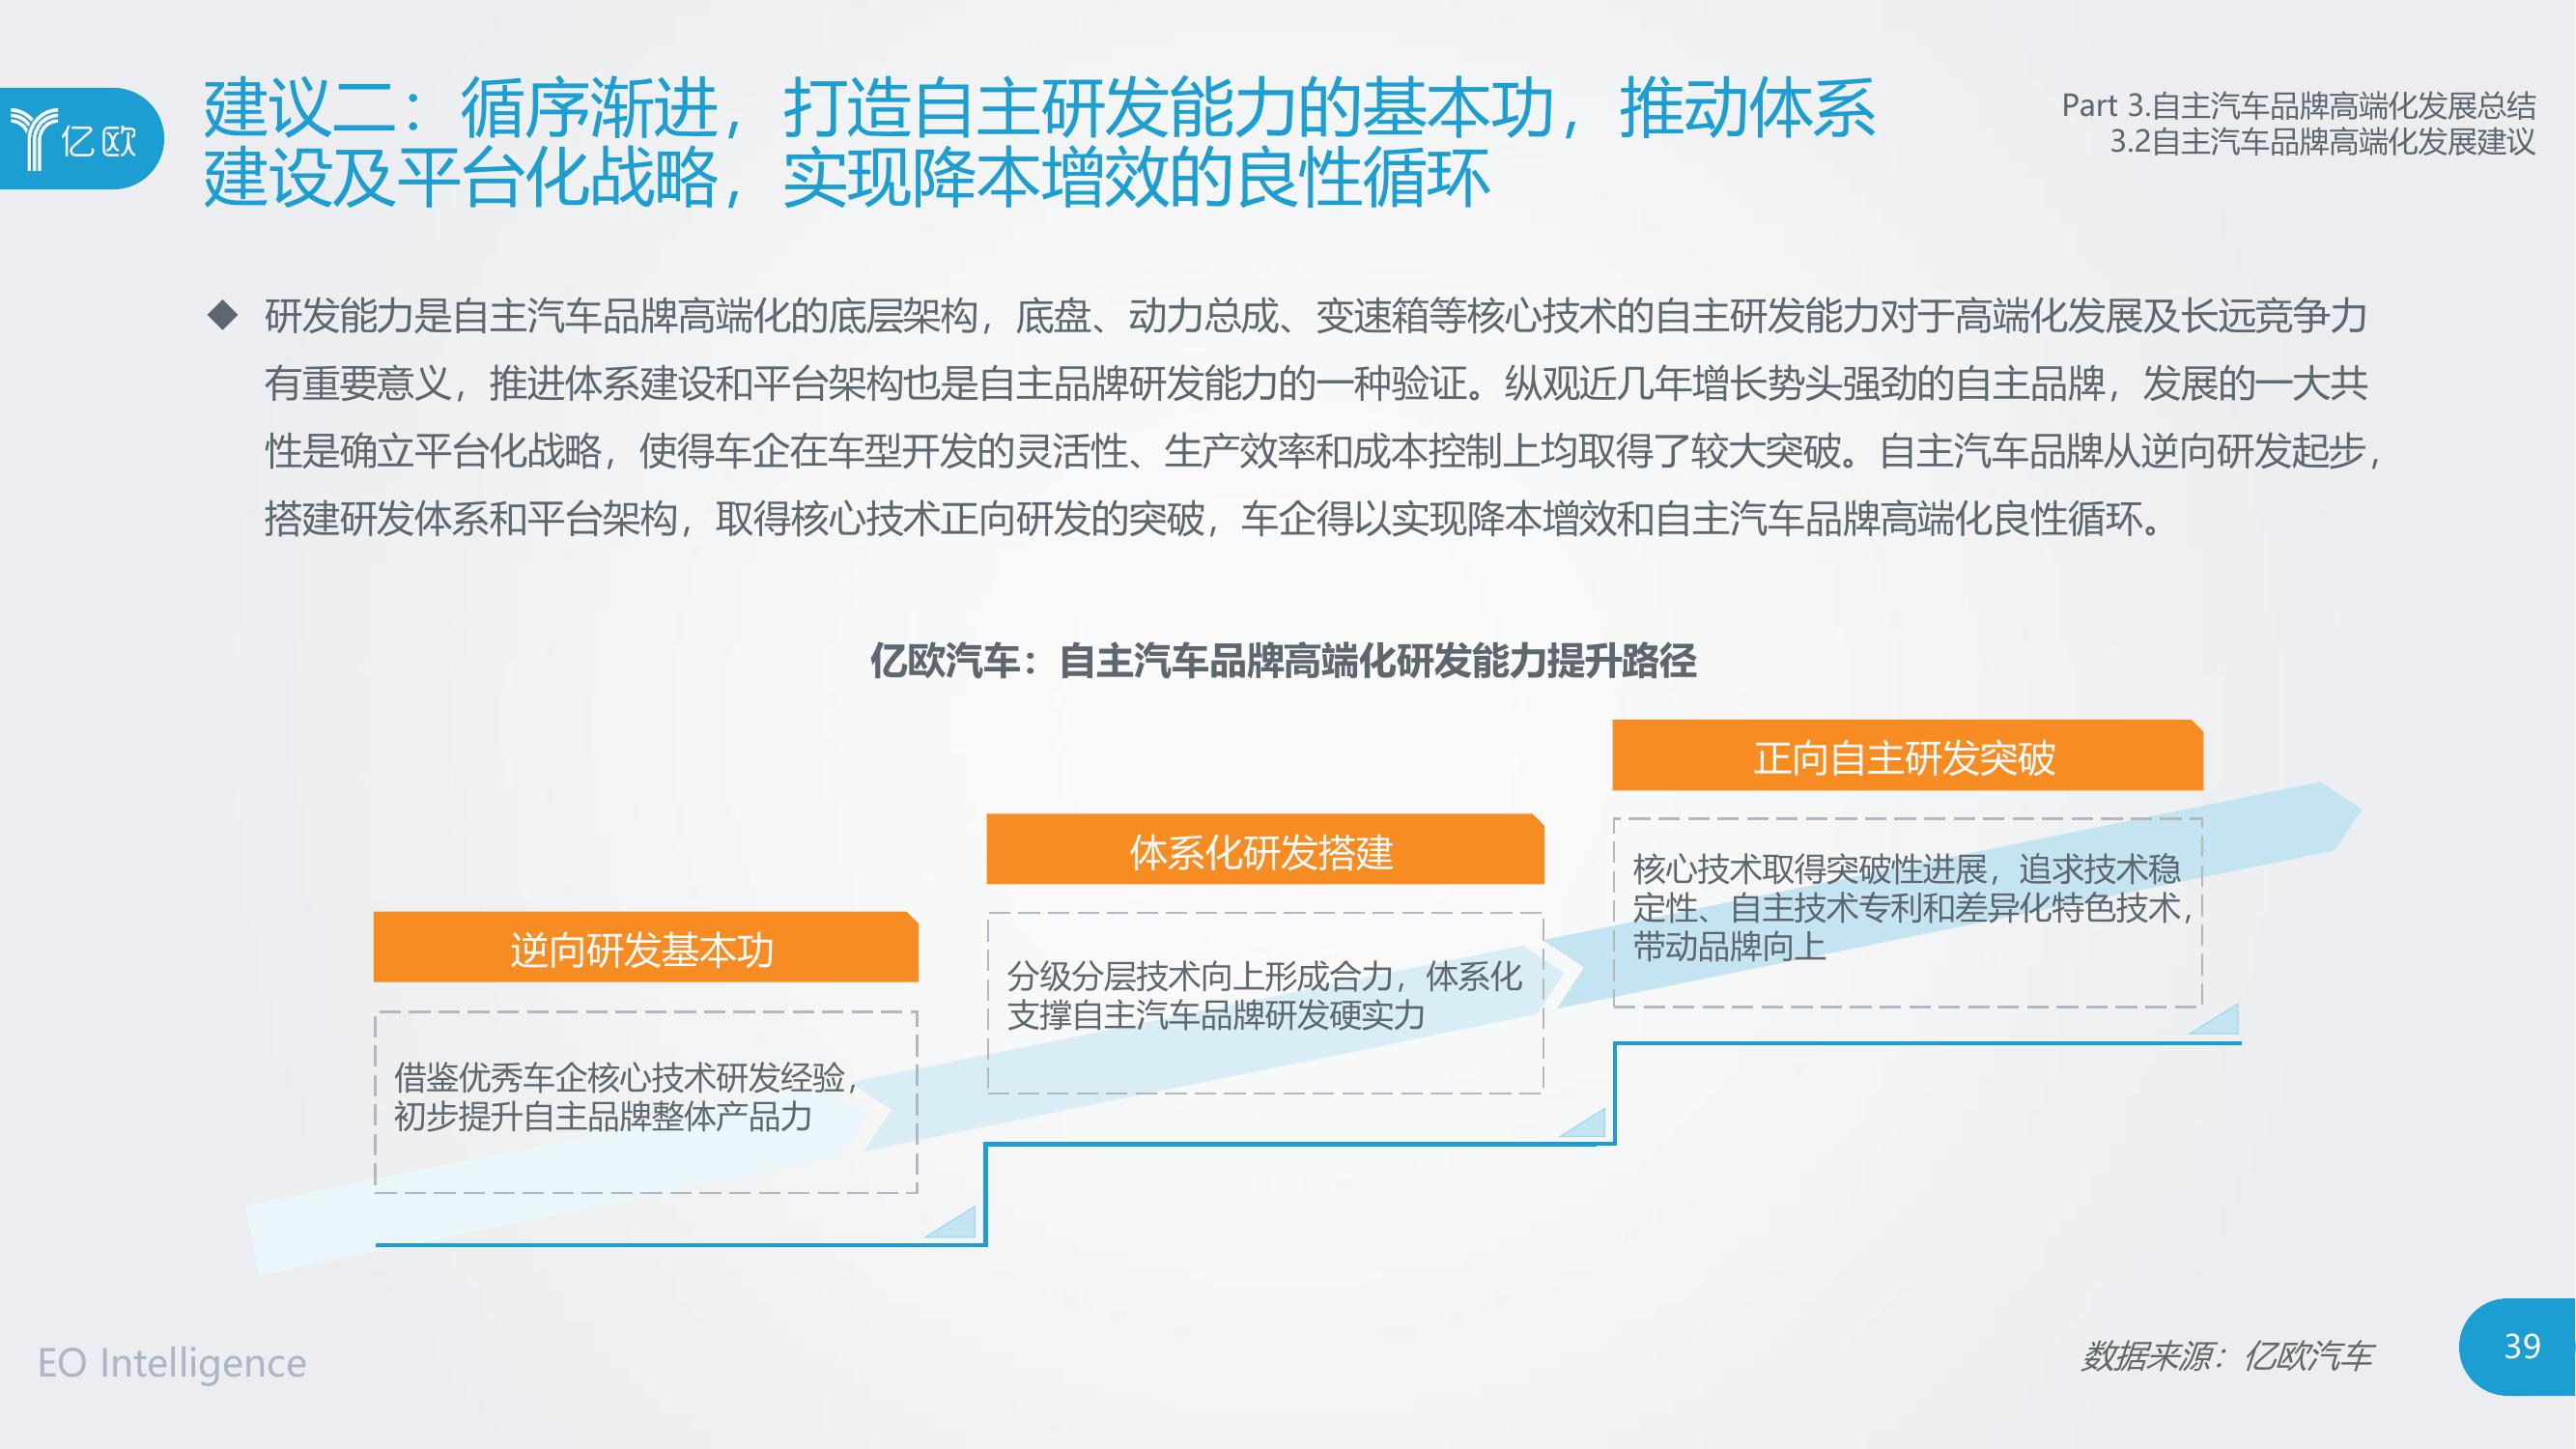 亿欧
建议二：循序渐进，打造自主研发能力的基本功，推动体系
建设及平台化战略，实现降本增效的良性循环
Part 3.自主汽车品牌高端化发展总结
3.2自主汽车品牌高端化发展建议
◆ 研发能力是自主汽车品牌高端化的底层架构，底盘、动力总成、变速箱等核心技术的自主研发能力对于高端化发展及长远竞争力
有重要意义，推进体系建设和平台架构也是自主品牌研发能力的一种验证。纵观近几年增长势头强劲的自主品牌，发展的一大共
性是确立平台化战略，使得车企在车型开发的灵活性、生产效率和成本控制上均取得了较大突破。自主汽车品牌从逆向研发起步，
搭建研发体系和平台架构，取得核心技术正向研发的突破，车企得以实现降本增效和自主汽车品牌高端化良性循环。
亿欧汽车：自主汽车品牌高端化研发能力提升路径
逆向研发基本功
借鉴优秀车企核心技术研发经验，
初步提升自主品牌整体产品力
体系化研发搭建
分级分层技术向上形成合力，体系化
支撑自主汽车品牌研发硬实力
正向自主研发突破
核心技术取得突破性进展，追求技术稳
定性、自主技术专利和差异化特色技术，
带动品牌向上
EO Intelligence
数据来源：亿欧汽车
39